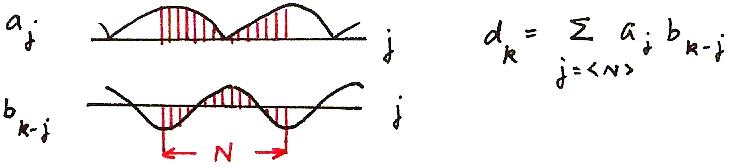 a_j j
d_k = Σ a_j b_{k-j}
j=<N>
b_{k-j} j
N